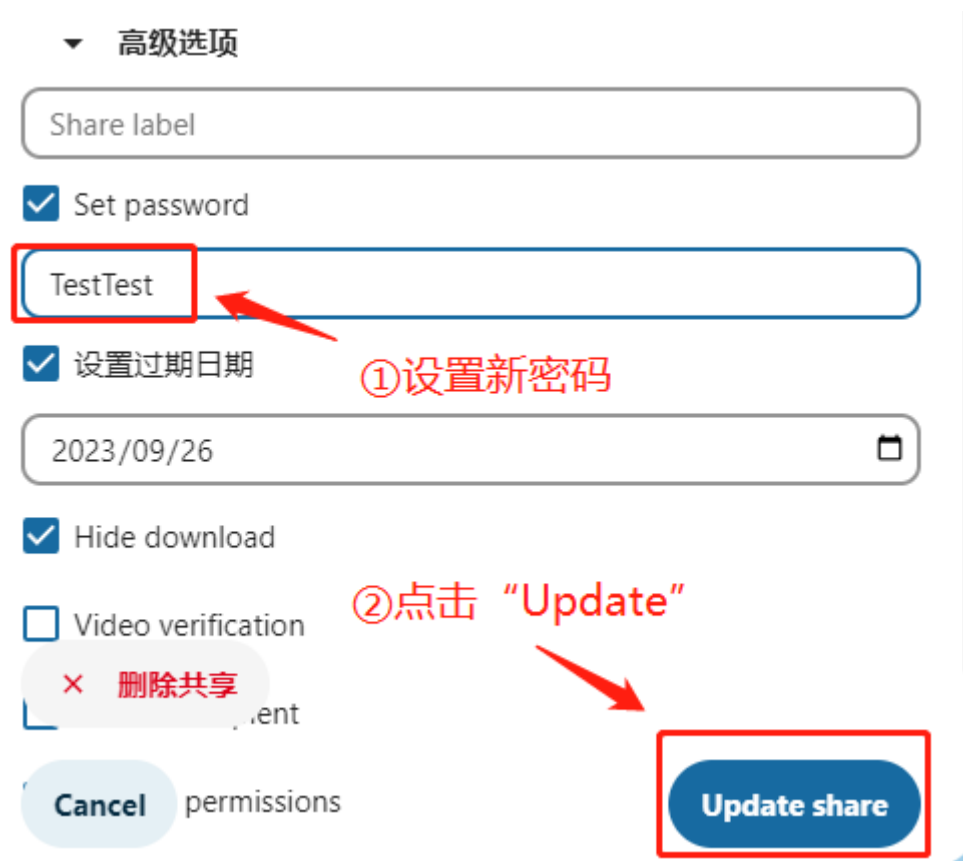 高级选项
Share label
Set password
TestTest
设置过期日期
①设置新密码
2023/09/26
Hide download
Video verification
②点击“Update”
× 删除共享
Cancel
permissions
Update share